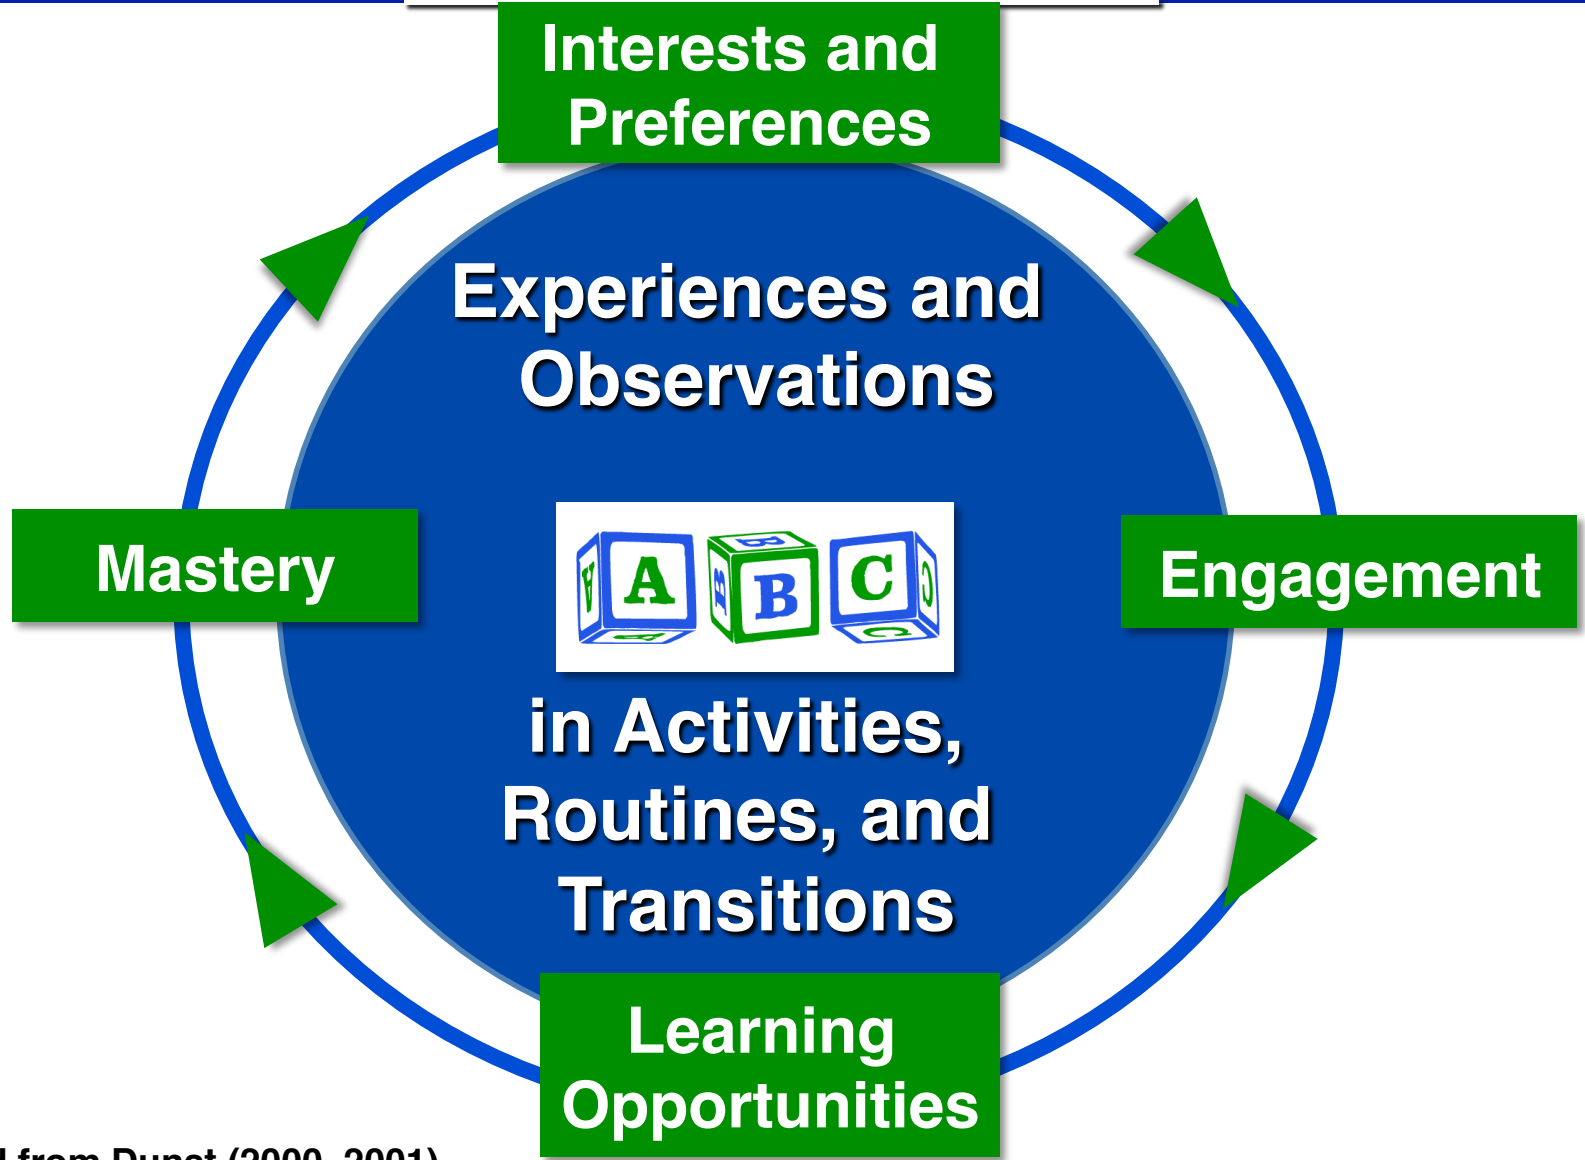 Interests and
Preferences
Experiences and
Observations
Mastery
A
A
A
B
B
B
C
C
C
Engagement
in Activities,
Routines, and
Transitions
Learning
Opportunities
from Dunst (2000, 2001)